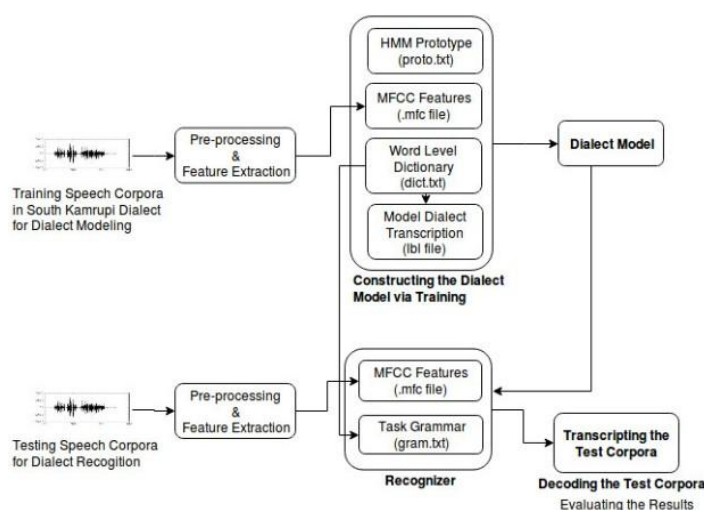 HMM Prototype
(proto.txt)
MFCC Features
(.mfc file)
Word Level
Dictionary
(dict.txt)
Model Dialect
Transcription
(lbl file)
Pre-processing
&
Feature Extraction
Dialect Model
Training Speech Corpora
in South Kamrupi Dialect
for Dialect Modeling
Constructing the Dialect
Model via Training
MFCC Features
(.mfc file)
Pre-processing
&
Feature Extraction
Task Grammar
(gram.txt)
Transcripting the
Test Corpora
Testing Speech Corpora
for Dialect Recogition
Recognizer
Decoding the Test Corpora
Evaluating the Results